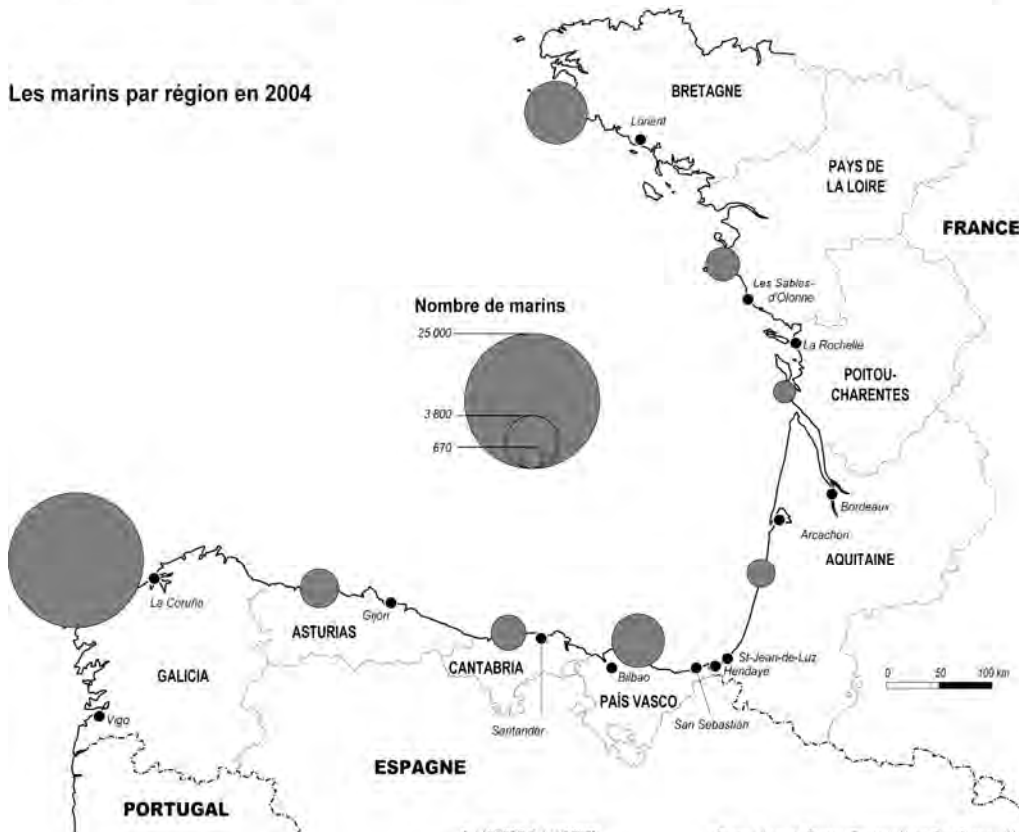 Les marins par région en 2004
BRETAGNE
Lorient
PAYS DE
LA LOIRE
FRANCE
Les Sables-
d'Olonne
Nombre de marins
25 000
3 800
670
La Rochelle
POITOU-
CHARENTES
Bordeaux
Arcachon
AQUITAINE
La Coruña
ASTURIAS
Gijon
GALICIA
CANTABRIA
Santander
Bilbao
PAÍS VASCO
St-Jean-de-Luz
Hendaye
San Sebastián
0 50 100 km
Vigo
ESPAGNE
PORTUGAL